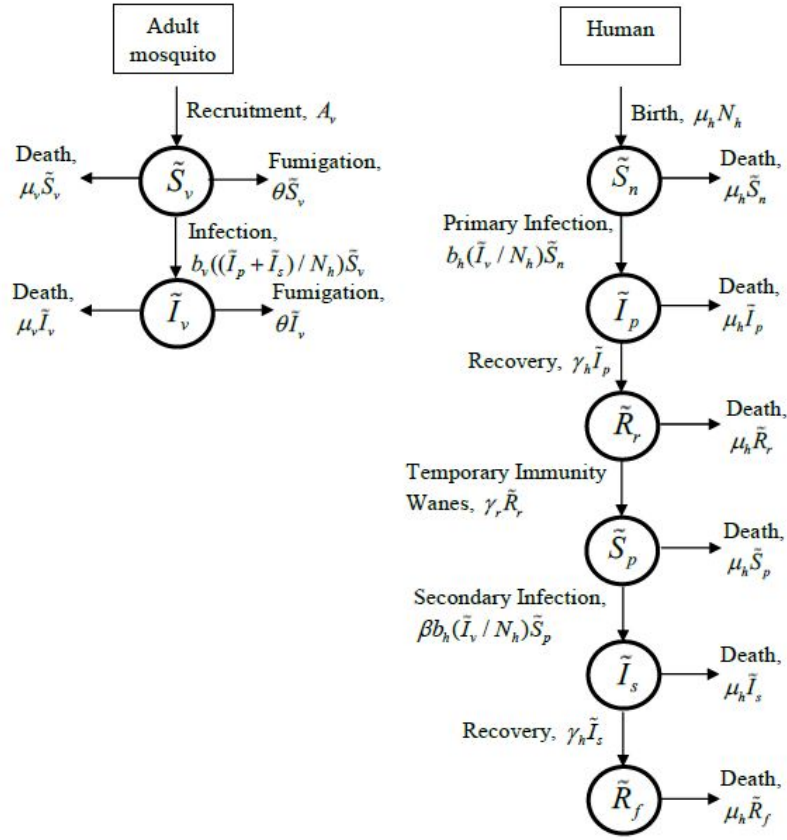 Adult
mosquito
Recruitment, A_v
Death,
μ_v S̃_v
S̃_v
Fumigation,
θS̃_v
Infection,
b_v((Ĩ_p + Ĩ_s) / N_h)S̃_v
Death,
μ_v Ĩ_v
Ĩ_v
Fumigation,
θĨ_v
Human
Birth, μ_h N_h
S̃_n
Death,
μ_h S̃_n
Primary Infection,
b_h(Ĩ_v / N_h)S̃_n
Ĩ_p
Death,
μ_h Ĩ_p
Recovery, γ_h Ĩ_p
R̃_r
Death,
μ_h R̃_r
Temporary Immunity
Wanes, γ_r R̃_r
S̃_p
Death,
μ_h S̃_p
Secondary Infection,
βb_h(Ĩ_v / N_h)S̃_p
Ĩ_s
Death,
μ_h Ĩ_s
Recovery, γ_h Ĩ_s
R̃_f
Death,
μ_h R̃_f